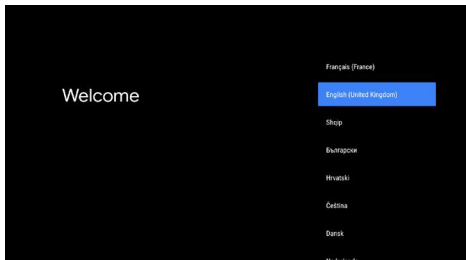 Welcome
Français (France)
English (United Kingdom)
Shqip
Български
Hrvatski
Čeština
Dansk